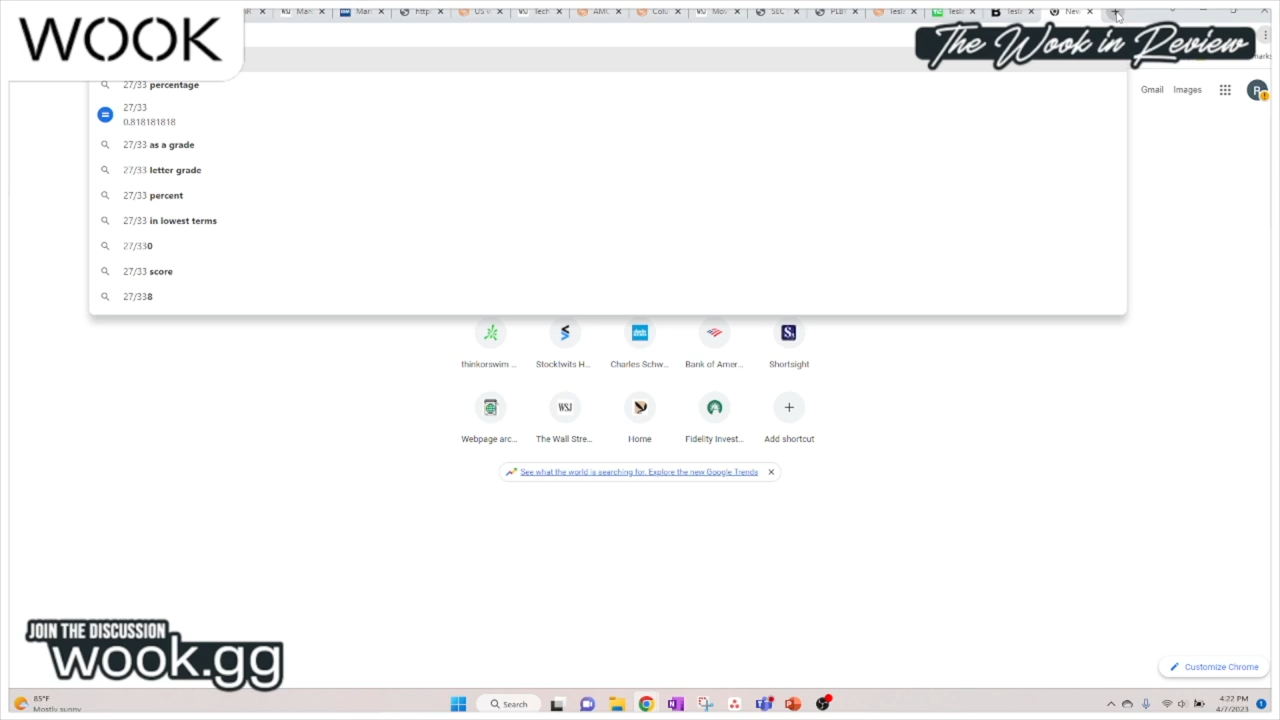 WOOK
The Wook in Review
Gmail Images
27/33 percentage
27/33
0.818181818
27/33 as a grade
27/33 letter grade
27/33 percent
27/33 in lowest terms
27/330
27/33 score
27/338
thinkorswim ... Stocktwits H... Charles Schw... Bank of Amer... Shortsight
WSJ
Webpage arc... The Wall Stre... Home Fidelity Invest... Add shortcut
See what the world is searching for. Explore the new Google Trends
JOIN THE DISCUSSION
wook.gg
Customize Chrome
85°F
Mostly sunny
Search
4:22 PM
4/7/2023